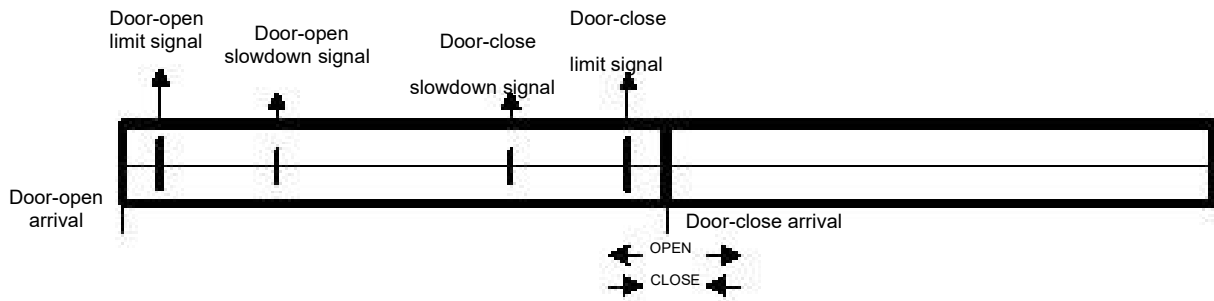 Door-open
limit signal
Door-open
slowdown signal
Door-close
slowdown signal
Door-close
limit signal
Door-open
arrival
Door-close arrival
OPEN
CLOSE